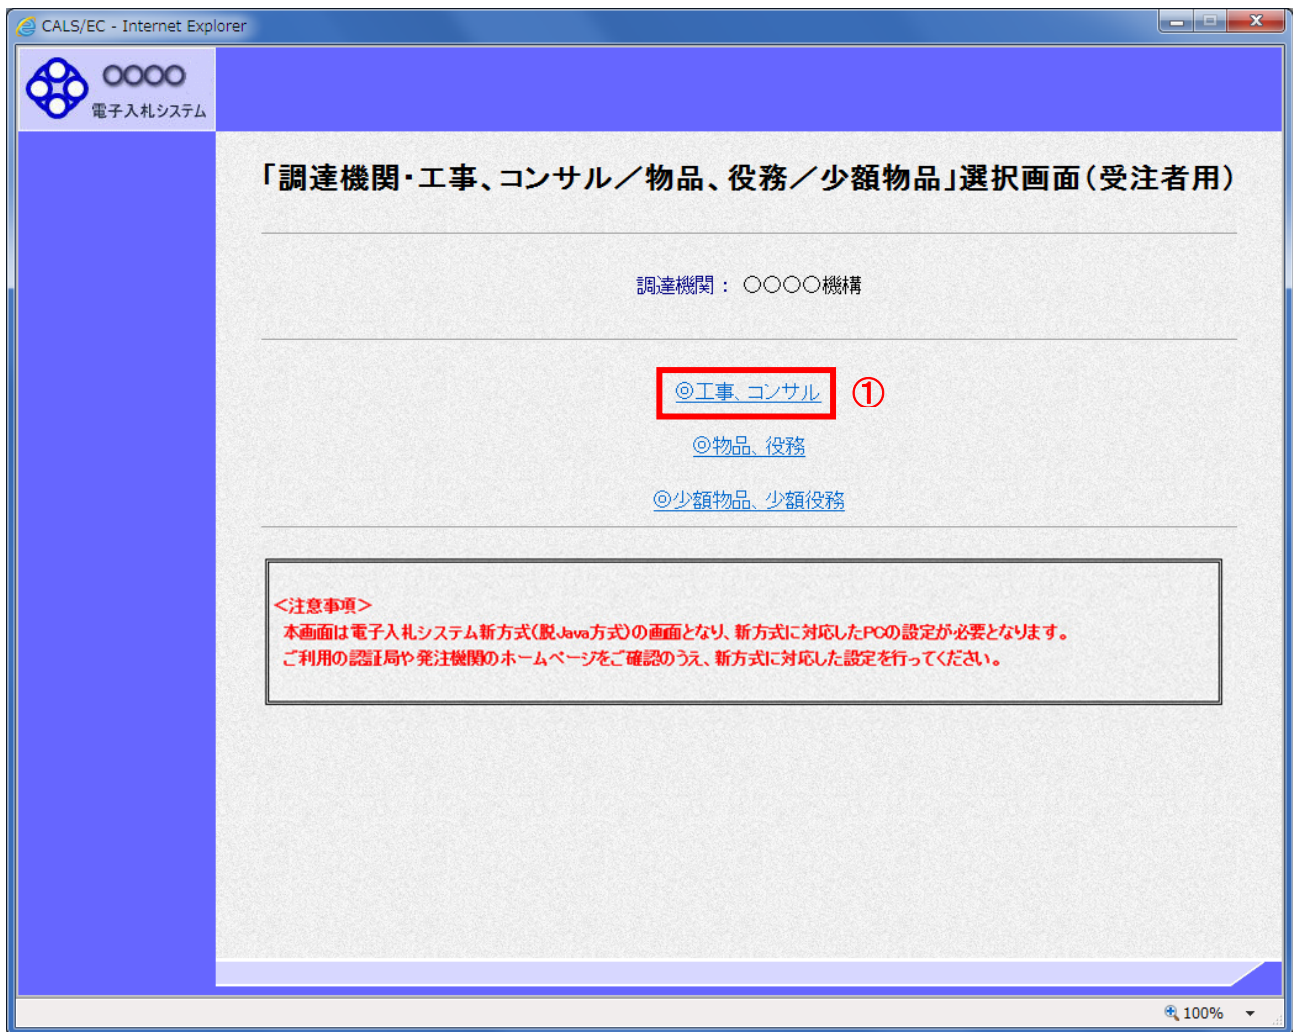 CALS/EC - Internet Explorer
○○○○
電子入札システム
「調達機関・工事、コンサル／物品、役務／少額物品」選択画面（受注者用）
調達機関： ○○○○機構
◎工事、コンサル ①
◎物品、役務
◎少額物品、少額役務
＜注意事項＞
本画面は電子入札システム新方式(脱Java方式)の画面となり、新方式に対応したPCの設定が必要となります。
ご利用の認証局や発注機関のホームページをご確認のうえ、新方式に対応した設定を行ってください。
100%